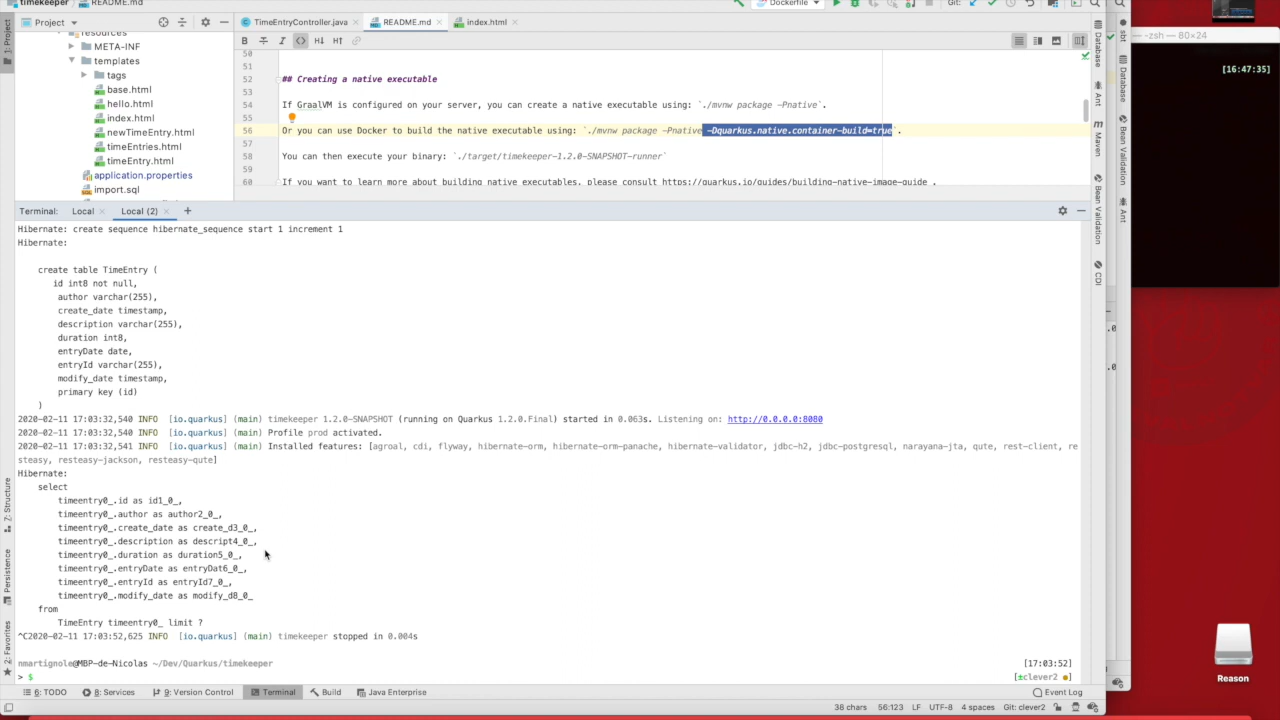 timekeeper
README.md
Dockerfile
Git:
Project
TimeEntryController.java
README.md
index.html
-zsh — 80×24
[16:47:35]
1: Project
resources
META-INF
templates
tags
base.html
hello.html
index.html
newTimeEntry.html
timeEntries.html
timeEntry.html
application.properties
import.sql
50
51
52 ## Creating a native executable
53
54 If GraalVM is configured on your server, you can create a native executable using: `./mvnw package -Pnative`.
55
56 Or you can use Docker to build the native executable using: `./mvnw package -Pnative -Dquarkus.native.container-build=true`.
57
58 You can then execute your binary: `./target/timekeeper-1.2.0-SNAPSHOT-runner`
59
60 If you want to learn more about building native executables, please consult https://quarkus.io/guides/building-native-image-guide .
Database
Ant
Maven
Bean Validation
CDI
sbt
Database
Bean Validation
Ant
Terminal: Local Local (2) +
Hibernate: create sequence hibernate_sequence start 1 increment 1
Hibernate:
create table TimeEntry (
id int8 not null,
author varchar(255),
create_date timestamp,
description varchar(255),
duration int8,
entryDate date,
entryId varchar(255),
modify_date timestamp,
primary key (id)
)
2020-02-11 17:03:32,540 INFO [io.quarkus] (main) timekeeper 1.2.0-SNAPSHOT (running on Quarkus 1.2.0.Final) started in 0.063s. Listening on: http://0.0.0.0:8080
2020-02-11 17:03:32,540 INFO [io.quarkus] (main) Profile prod activated.
2020-02-11 17:03:32,541 INFO [io.quarkus] (main) Installed features: [agroal, cdi, flyway, hibernate-orm, hibernate-orm-panache, hibernate-validator, jdbc-h2, jdbc-postgresql, narayana-jta, qute, rest-client, re
steasy, resteasy-jackson, resteasy-qute]
Hibernate:
select
timeentry0_.id as id1_0_,
timeentry0_.author as author2_0_,
timeentry0_.create_date as create_d3_0_,
timeentry0_.description as descript4_0_,
timeentry0_.duration as duration5_0_,
timeentry0_.entryDate as entryDat6_0_,
timeentry0_.entryId as entryId7_0_,
timeentry0_.modify_date as modify_d8_0_
from
TimeEntry timeentry0_ limit ?
^C2020-02-11 17:03:52,625 INFO [io.quarkus] (main) timekeeper stopped in 0.004s
nmartignole@MBP-de-Nicolas ~/Dev/Quarkus/timekeeper [17:03:52]
> $ [±clever2 ●]
7: Structure
Persistence
2: Favorites
.0
.0
Reason
6: TODO 8: Services 9: Version Control Terminal Build Java Enterprise Event Log
38 chars 56:123 LF UTF-8 4 spaces Git: clever2